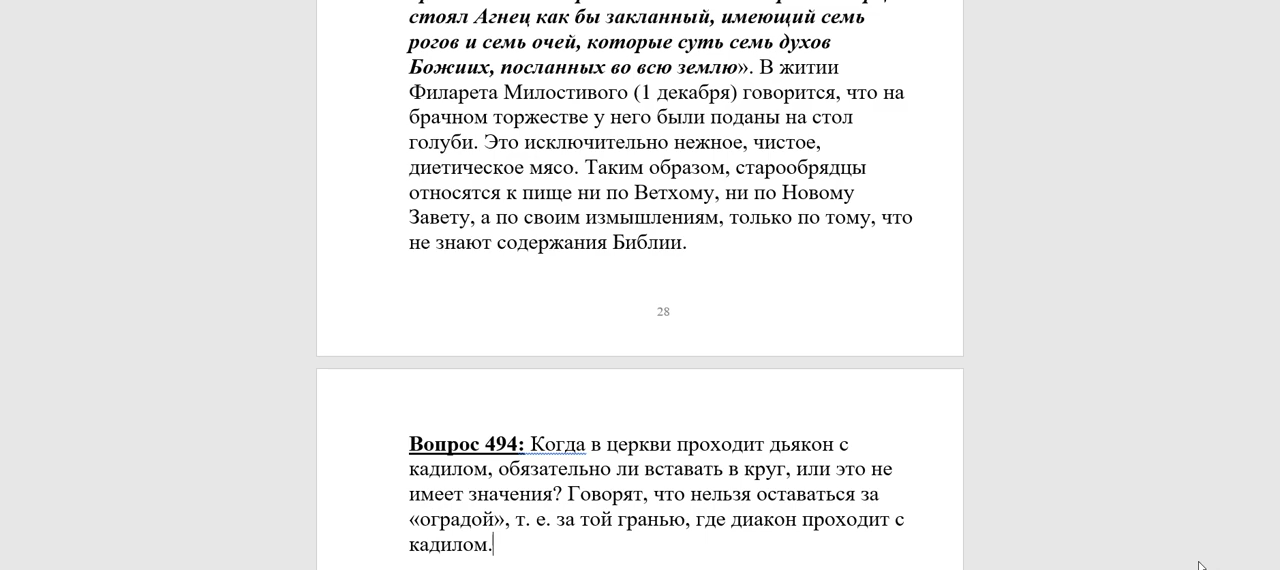 стоял Агнец как бы закланный, имеющий семь
рогов и семь очей, которые суть семь духов
Божиих, посланных во всю землю». В житии
Филарета Милостивого (1 декабря) говорится, что на
брачном торжестве у него были поданы на стол
голуби. Это исключительно нежное, чистое,
диетическое мясо. Таким образом, старообрядцы
относятся к пище ни по Ветхому, ни по Новому
Завету, а по своим измышлениям, только по тому, что
не знают содержания Библии.
28
Вопрос 494: Когда в церкви проходит дьякон с
кадилом, обязательно ли вставать в круг, или это не
имеет значения? Говорят, что нельзя оставаться за
«оградой», т. е. за той гранью, где диакон проходит с
кадилом.